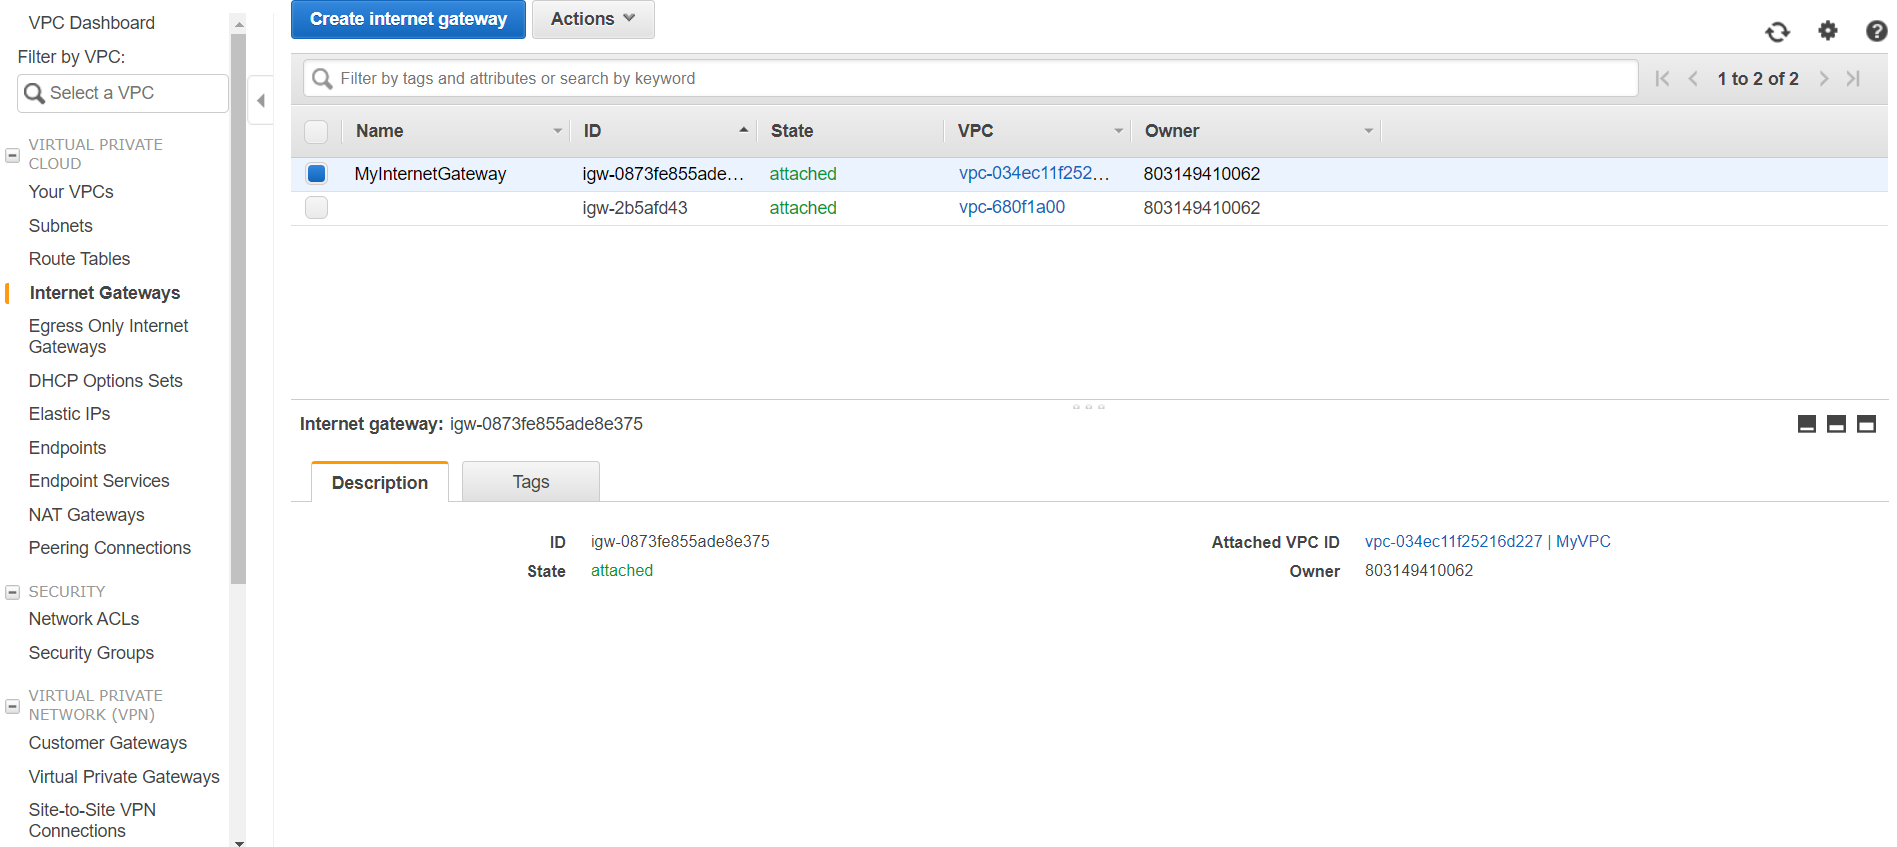 VPC Dashboard
Filter by VPC:
Select a VPC
VIRTUAL PRIVATE
CLOUD
Your VPCs
Subnets
Route Tables
Internet Gateways
Egress Only Internet
Gateways
DHCP Options Sets
Elastic IPs
Endpoints
Endpoint Services
NAT Gateways
Peering Connections
SECURITY
Network ACLs
Security Groups
VIRTUAL PRIVATE
NETWORK (VPN)
Customer Gateways
Virtual Private Gateways
Site-to-Site VPN
Connections
Create internet gateway Actions
Filter by tags and attributes or search by keyword 1 to 2 of 2
Name ID State VPC Owner
MyInternetGateway igw-0873fe855ade... attached vpc-034ec11f252... 803149410062
igw-2b5afd43 attached vpc-680f1a00 803149410062
Internet gateway: igw-0873fe855ade8e375
Description Tags
ID igw-0873fe855ade8e375 Attached VPC ID vpc-034ec11f25216d227 | MyVPC
State attached Owner 803149410062